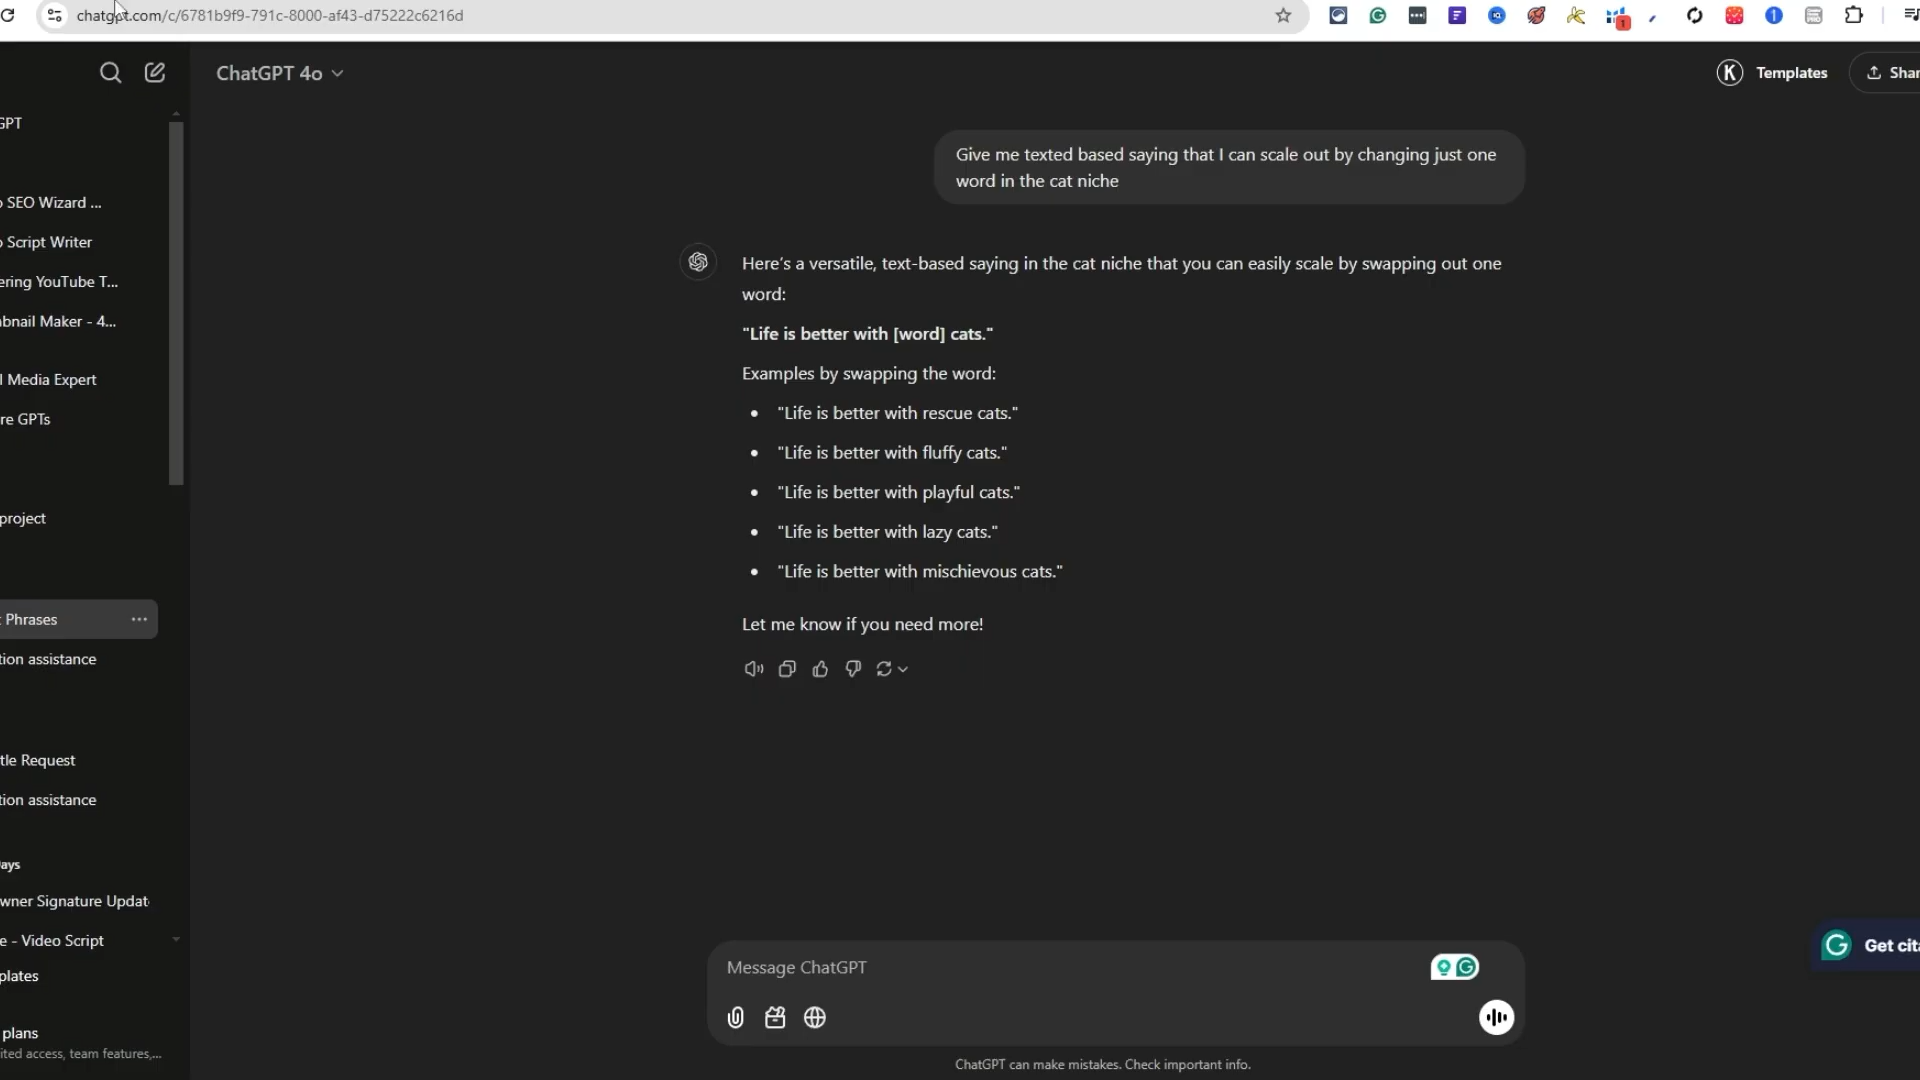 chatgpt.com/c/6781b9f9-791c-8000-af43-d75222c6216d
1
ChatGPT 4o
K
Templates
Shar
GPT
o SEO Wizard ...
o Script Writer
ering YouTube T...
bnail Maker - 4...
l Media Expert
re GPTs
project
t Phrases
tion assistance
tle Request
tion assistance
ays
wner Signature Updat
e - Video Script
plates
plans
ited access, team features,...
Give me texted based saying that I can scale out by changing just one
word in the cat niche
Here's a versatile, text-based saying in the cat niche that you can easily scale by swapping out one
word:
"Life is better with [word] cats."
Examples by swapping the word:
• "Life is better with rescue cats."
• "Life is better with fluffy cats."
• "Life is better with playful cats."
• "Life is better with lazy cats."
• "Life is better with mischievous cats."
Let me know if you need more!
Message ChatGPT
Get cita
ChatGPT can make mistakes. Check important info.